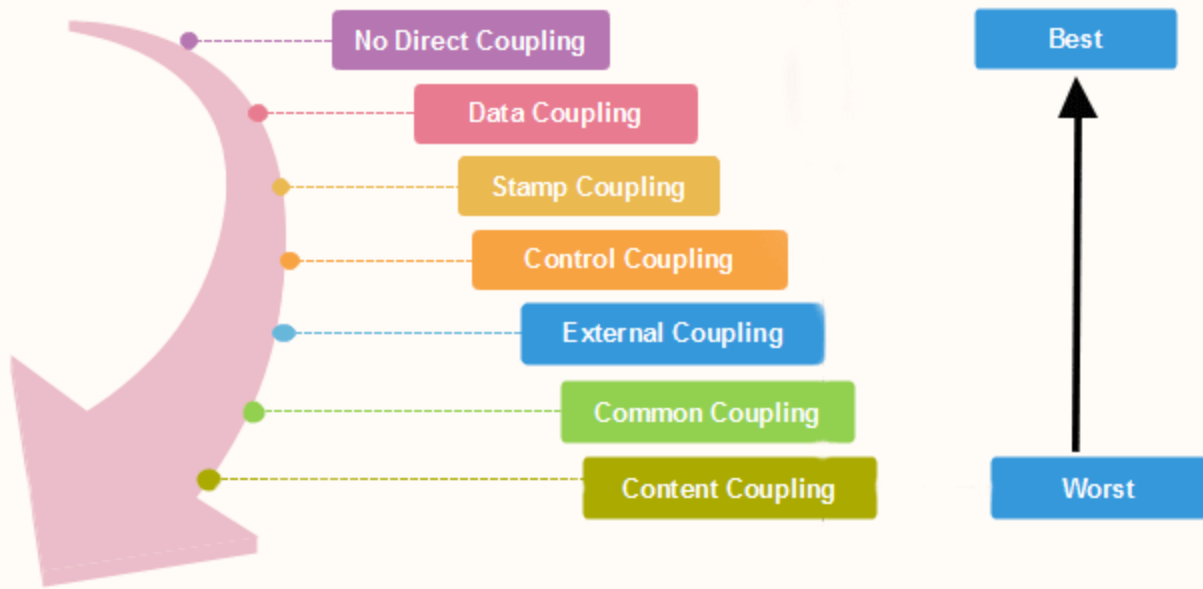 No Direct Coupling
Best
Data Coupling
Stamp Coupling
Control Coupling
External Coupling
Common Coupling
Content Coupling
Worst